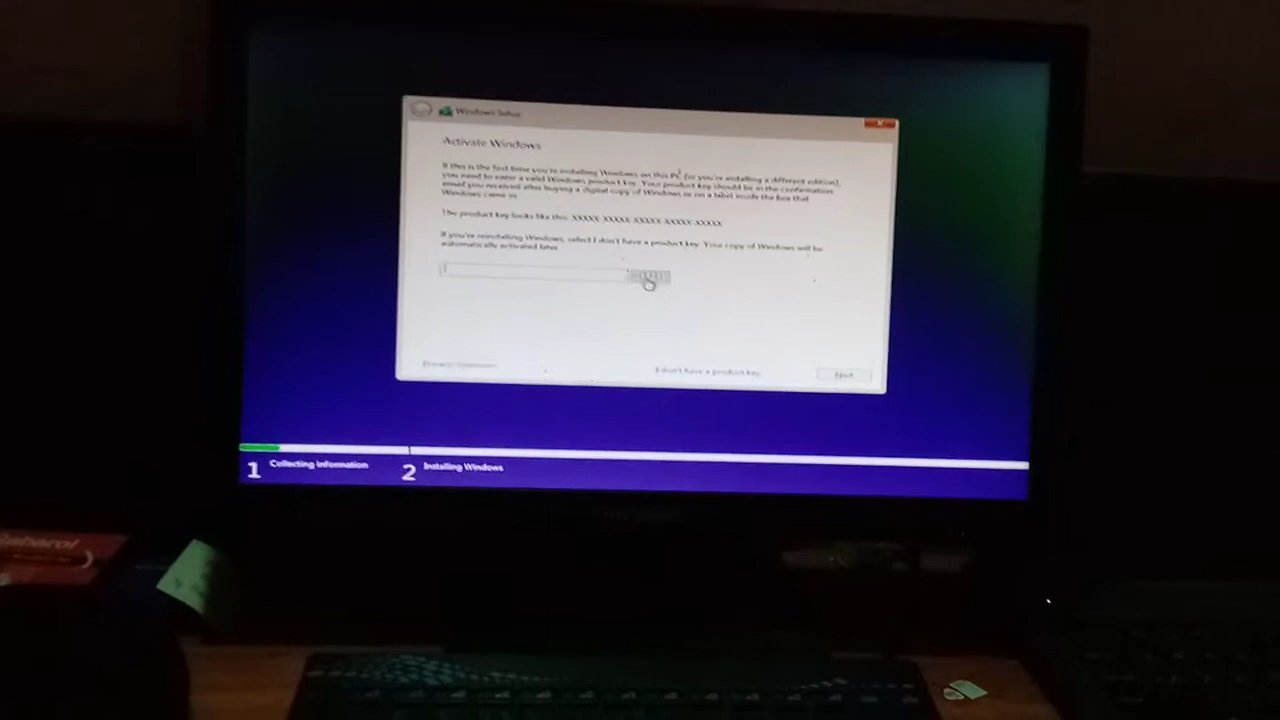 Windows Setup
Activate Windows
If this is the first time you're installing Windows on this PC (or you're installing a different edition),
you need to enter a valid Windows product key. Your product key should be in the confirmation
email you received after buying a digital copy of Windows or on a label inside the box that
Windows came in.
The product key looks like this: XXXXX-XXXXX-XXXXX-XXXXX-XXXXX
If you're reinstalling Windows, select I don't have a product key. Your copy of Windows will be
automatically activated later.
Privacy statement
I don't have a product key
Next
1 Collecting information
2 Installing Windows